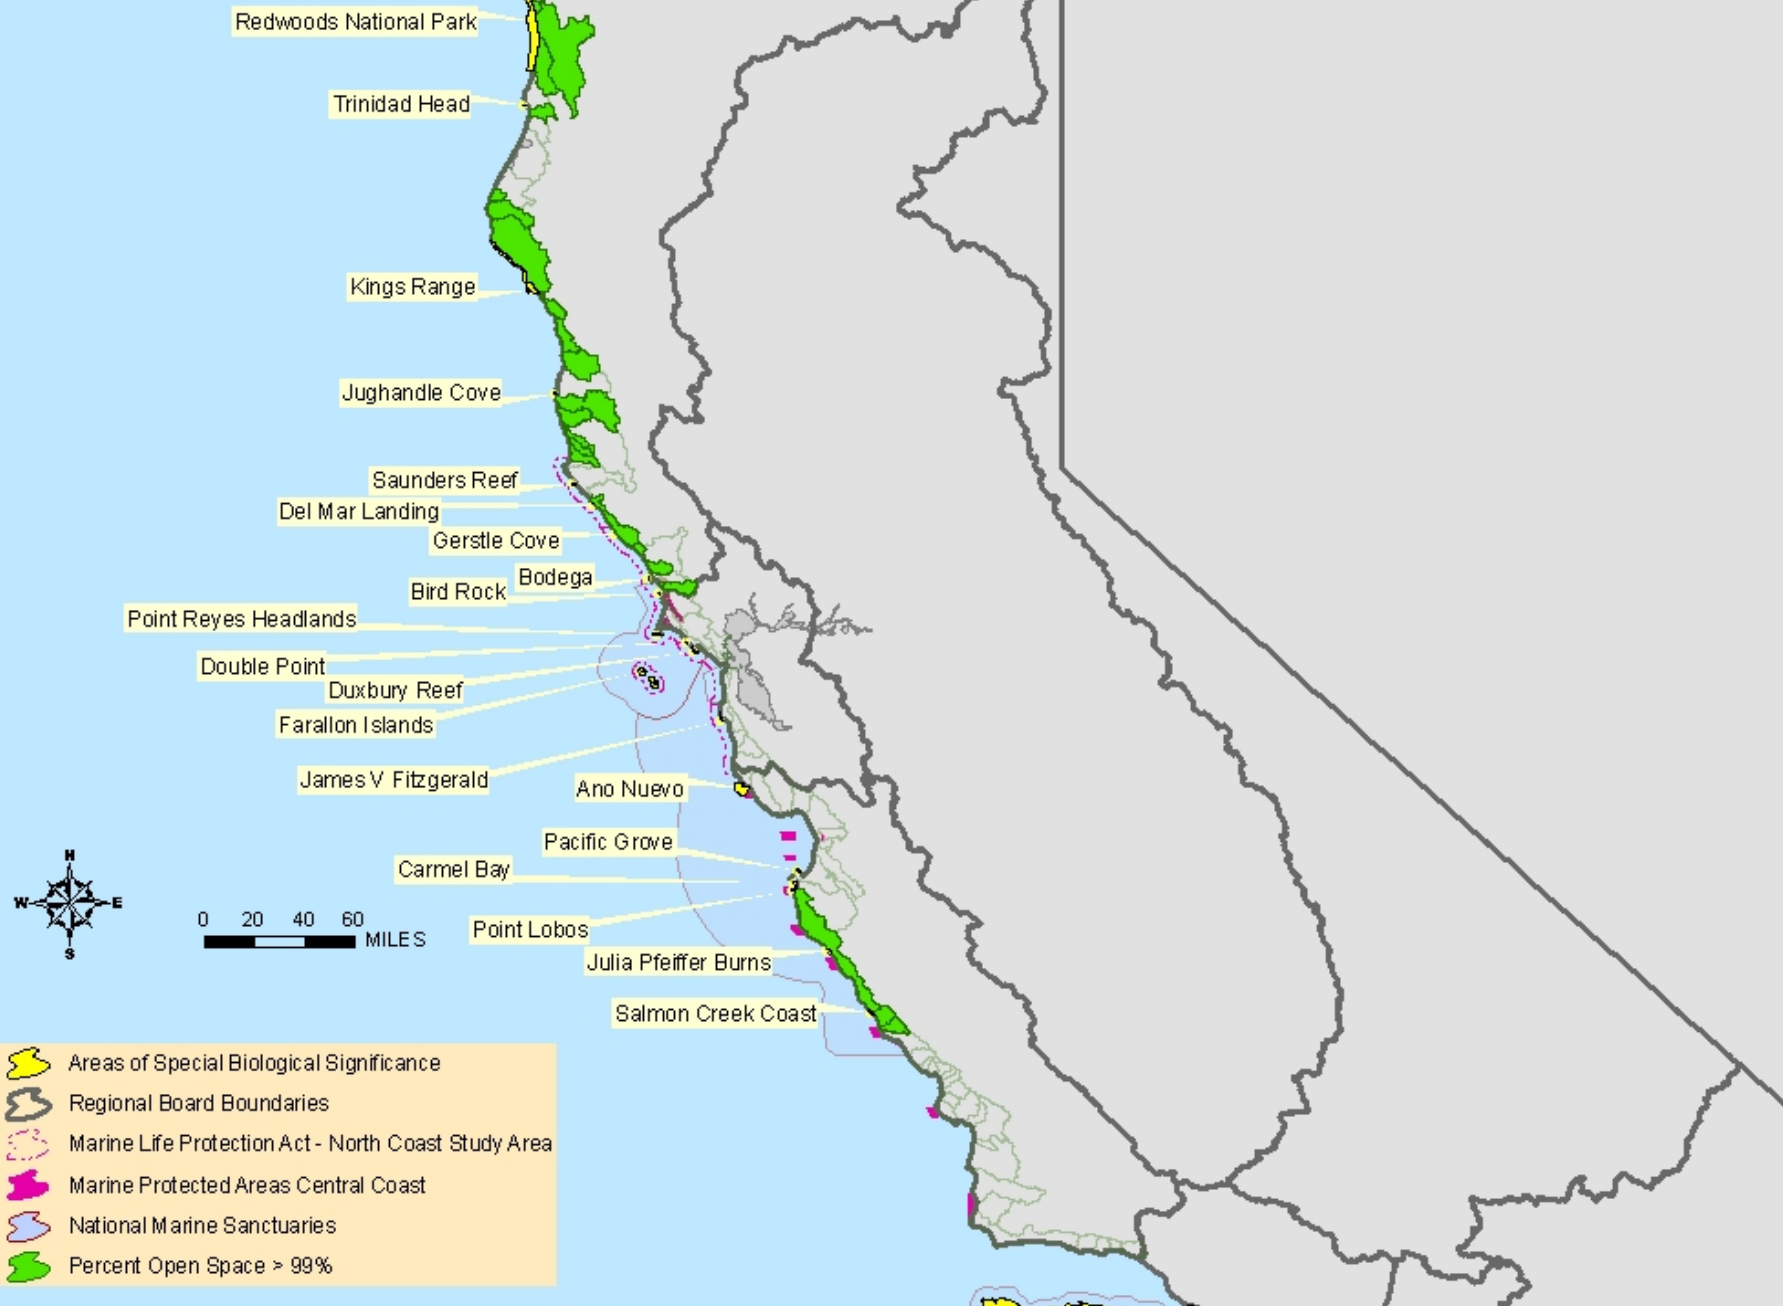 Redwoods National Park
Trinidad Head
Kings Range
Jughandle Cove
Saunders Reef
Del Mar Landing
Gerstle Cove
Bodega
Bird Rock
Point Reyes Headlands
Double Point
Duxbury Reef
Farallon Islands
James V Fitzgerald
Ano Nuevo
Pacific Grove
Carmel Bay
Point Lobos
Julia Pfeiffer Burns
Salmon Creek Coast
N
W E
S
0 20 40 60
MILES
Areas of Special Biological Significance
Regional Board Boundaries
Marine Life Protection Act - North Coast Study Area
Marine Protected Areas Central Coast
National Marine Sanctuaries
Percent Open Space > 99%